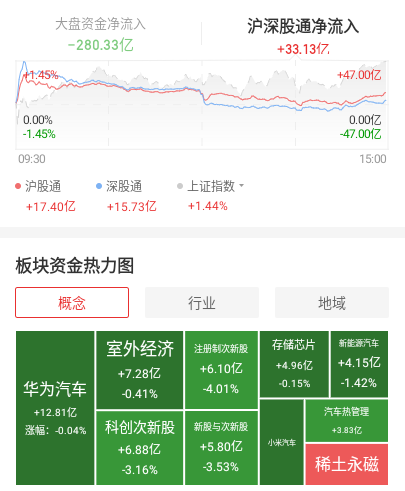 大盘资金净流入
-280.33亿
沪深股通净流入
+33.13亿
+1.45%
+47.00亿
0.00%
0.00亿
-1.45%
-47.00亿
09:30
15:00
沪股通
+17.40亿
深股通
+15.73亿
上证指数
+1.44%
板块资金热力图
概念
行业
地域
华为汽车
+12.81亿
涨幅：-0.04%
室外经济
+7.28亿
-0.41%
科创次新股
+6.88亿
-3.16%
注册制次新股
+6.10亿
-4.01%
新股与次新股
+5.80亿
-3.53%
存储芯片
+4.96亿
-0.15%
新能源汽车
+4.15亿
-1.42%
小米汽车
汽车热管理
+3.83亿
稀土永磁